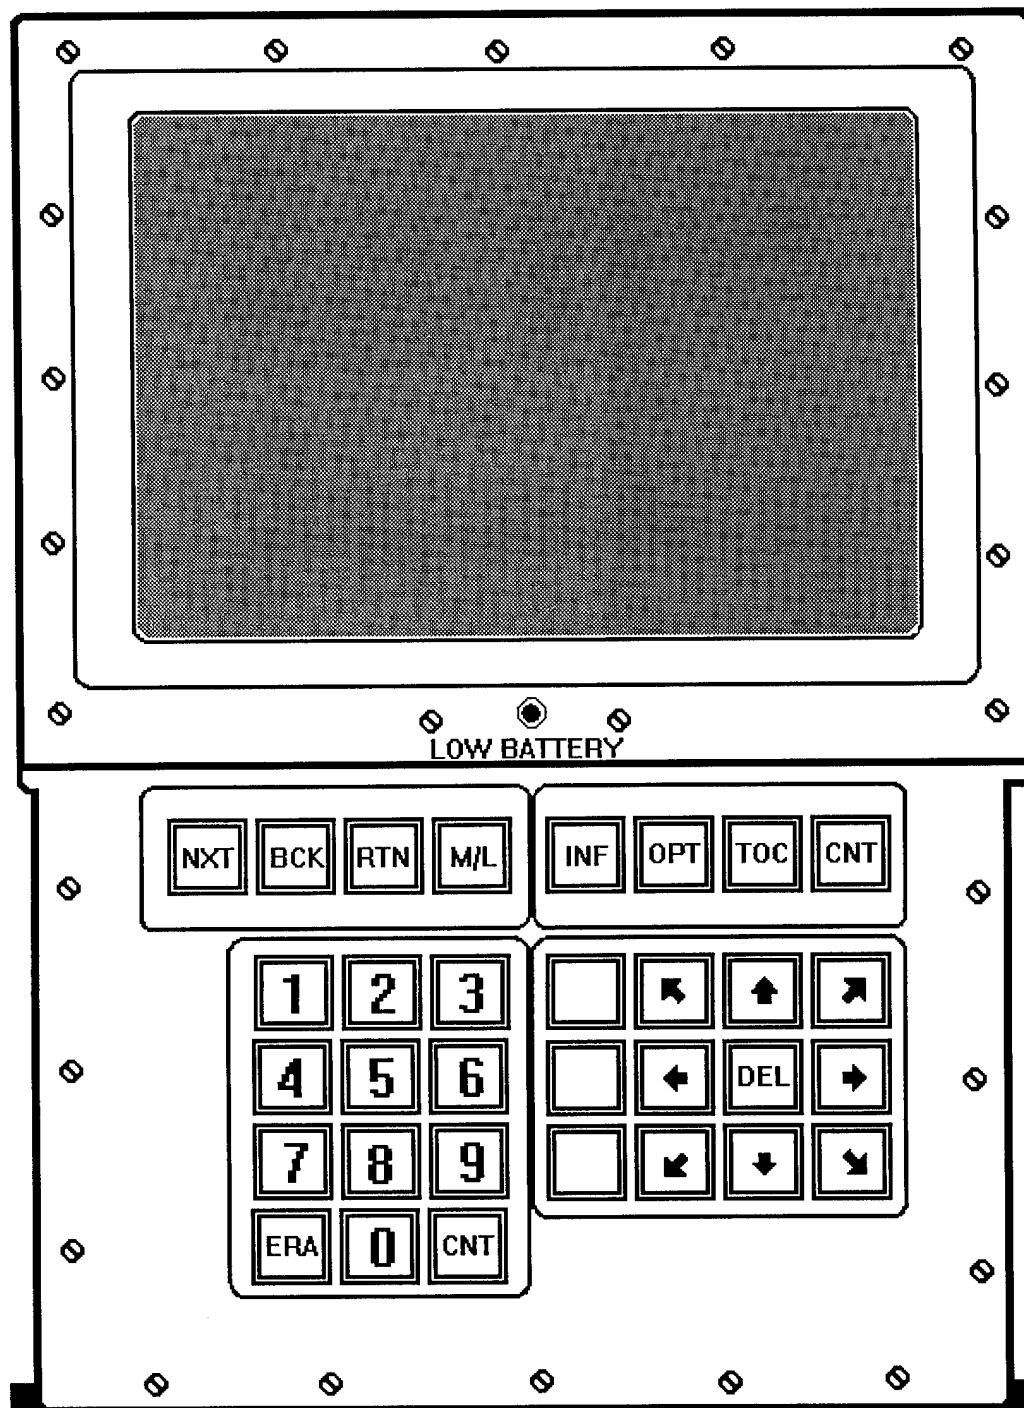 LOW BATTERY
NXT BCK RTN M/L INF OPT TOC CNT
1 2 3
4 5 6 DEL
7 8 9
ERA 0 CNT